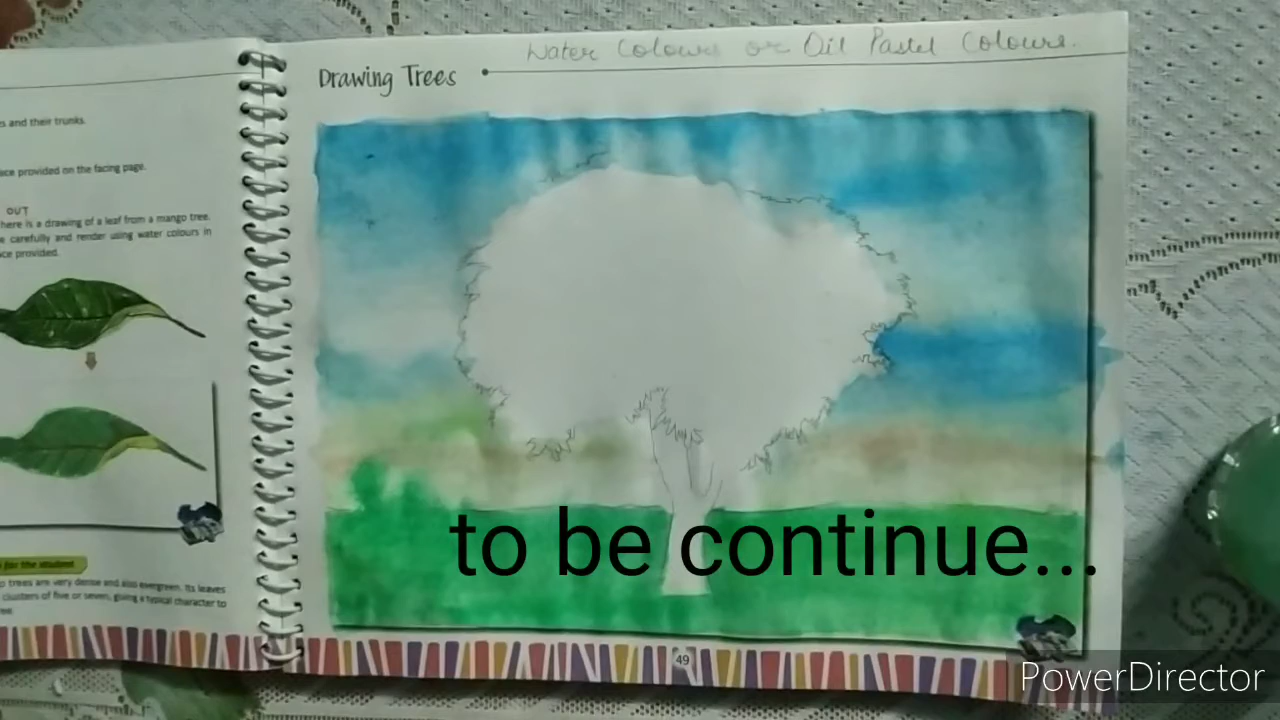 Water Colours or Oil Pastel Colours.
Drawing Trees
and their trunks.
ace provided on the facing page.
OUT
here is a drawing of a leaf from a mango tree.
carefully and render using water colours in
ce provided.
for the student
trees are very dense and also evergreen. Its leaves
clusters of five or seven, giving a typical character to
to be continue...
49
PowerDirector